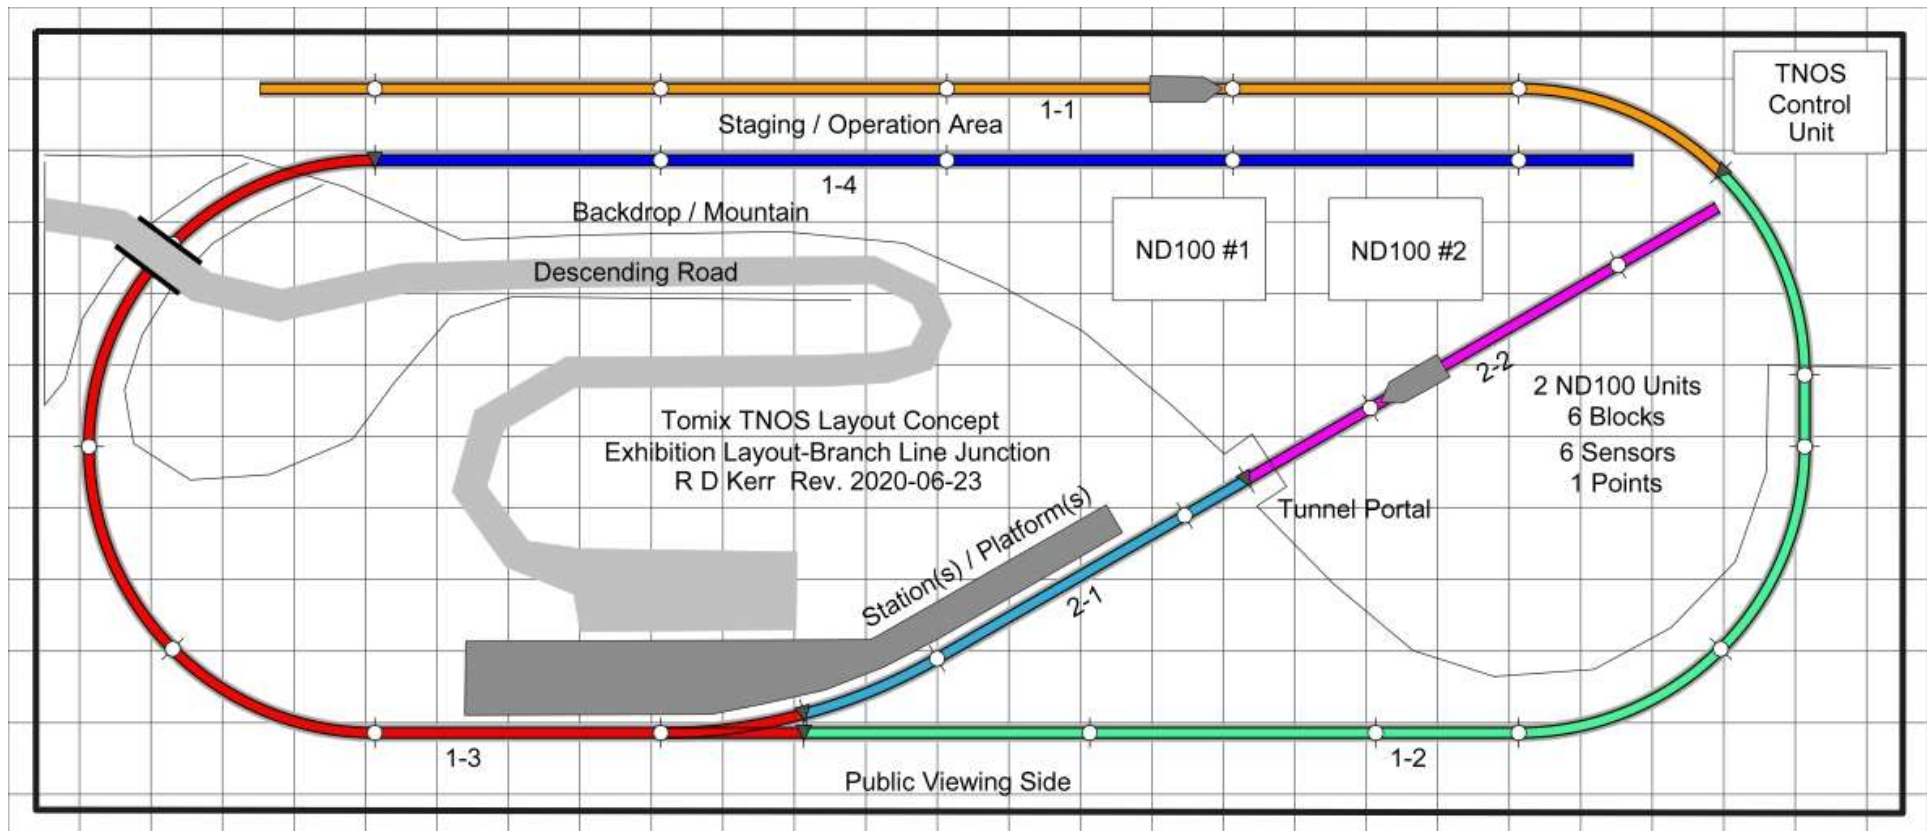 TNOS
Control
Unit
1-1
Staging / Operation Area
1-4
Backdrop / Mountain
ND100 #1
ND100 #2
Descending Road
2-2
2 ND100 Units
6 Blocks
6 Sensors
1 Points
Tomix TNOS Layout Concept
Exhibition Layout-Branch Line Junction
R D Kerr  Rev. 2020-06-23
Tunnel Portal
Station(s) / Platform(s)
2-1
1-3
1-2
Public Viewing Side